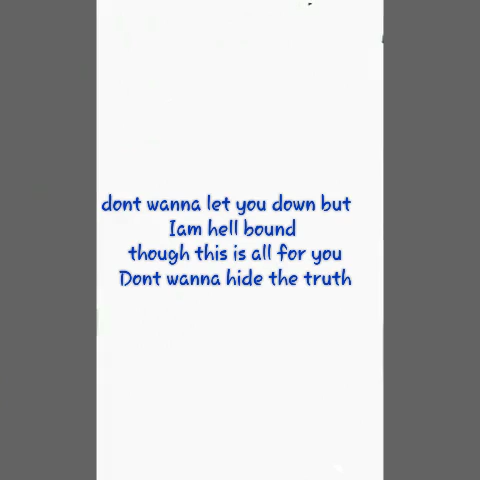 dont wanna let you down but
Iam hell bound
though this is all for you
Dont wanna hide the truth